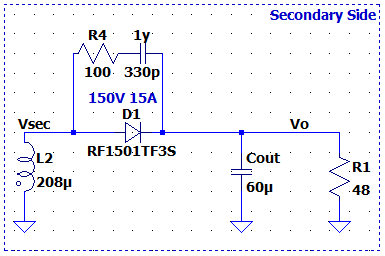 Secondary Side
R4
1y
100
330p
150V 15A
D1
Vsec
Vo
RF1501TF3S
L2
208µ
Cout
60µ
R1
48